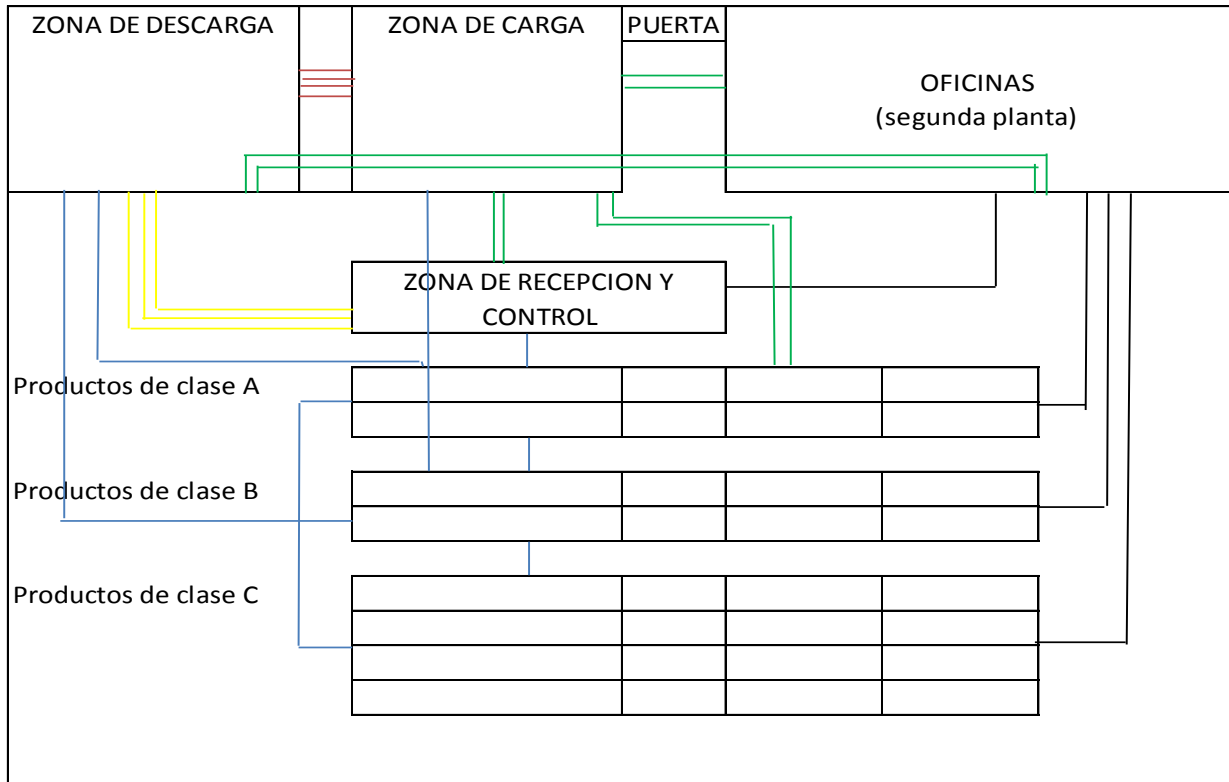 ZONA DE DESCARGA
ZONA DE CARGA
PUERTA
OFICINAS
(segunda planta)
ZONA DE RECEPCION Y
CONTROL
Productos de clase A
Productos de clase B
Productos de clase C